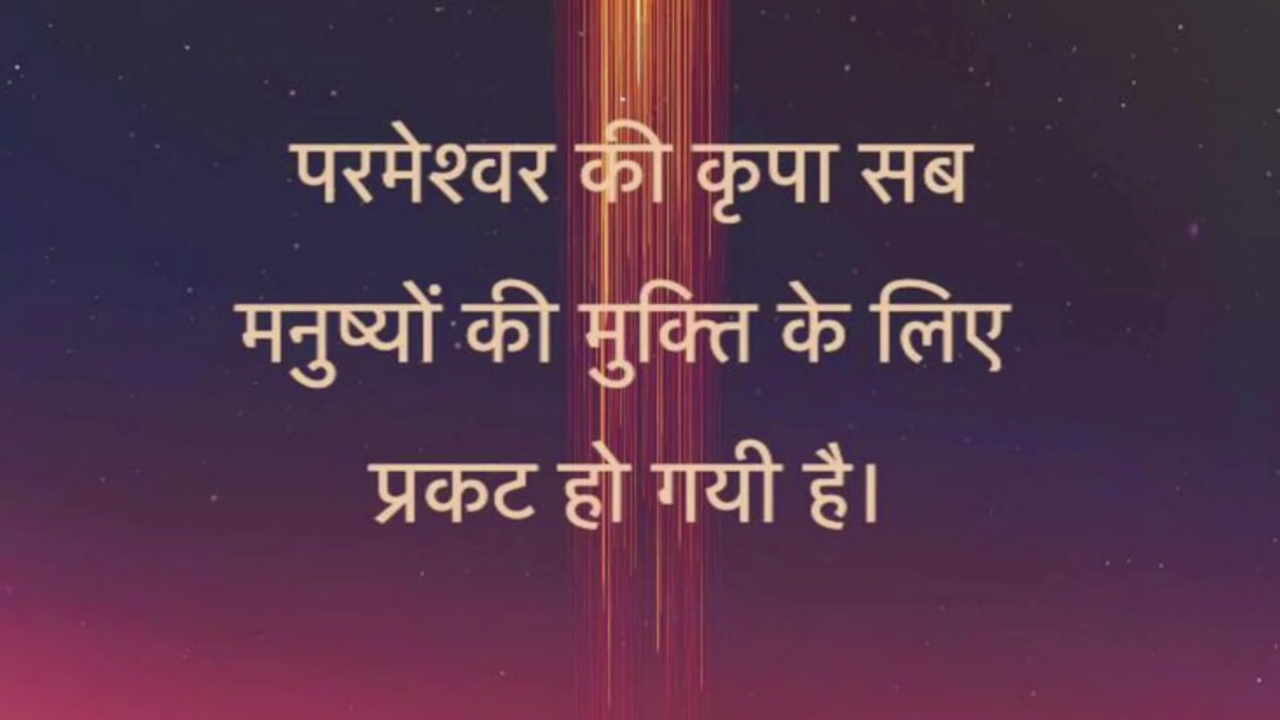 परमेश्वर की कृपा सब
मनुष्यों की मुक्ति के लिए
प्रकट हो गयी है।